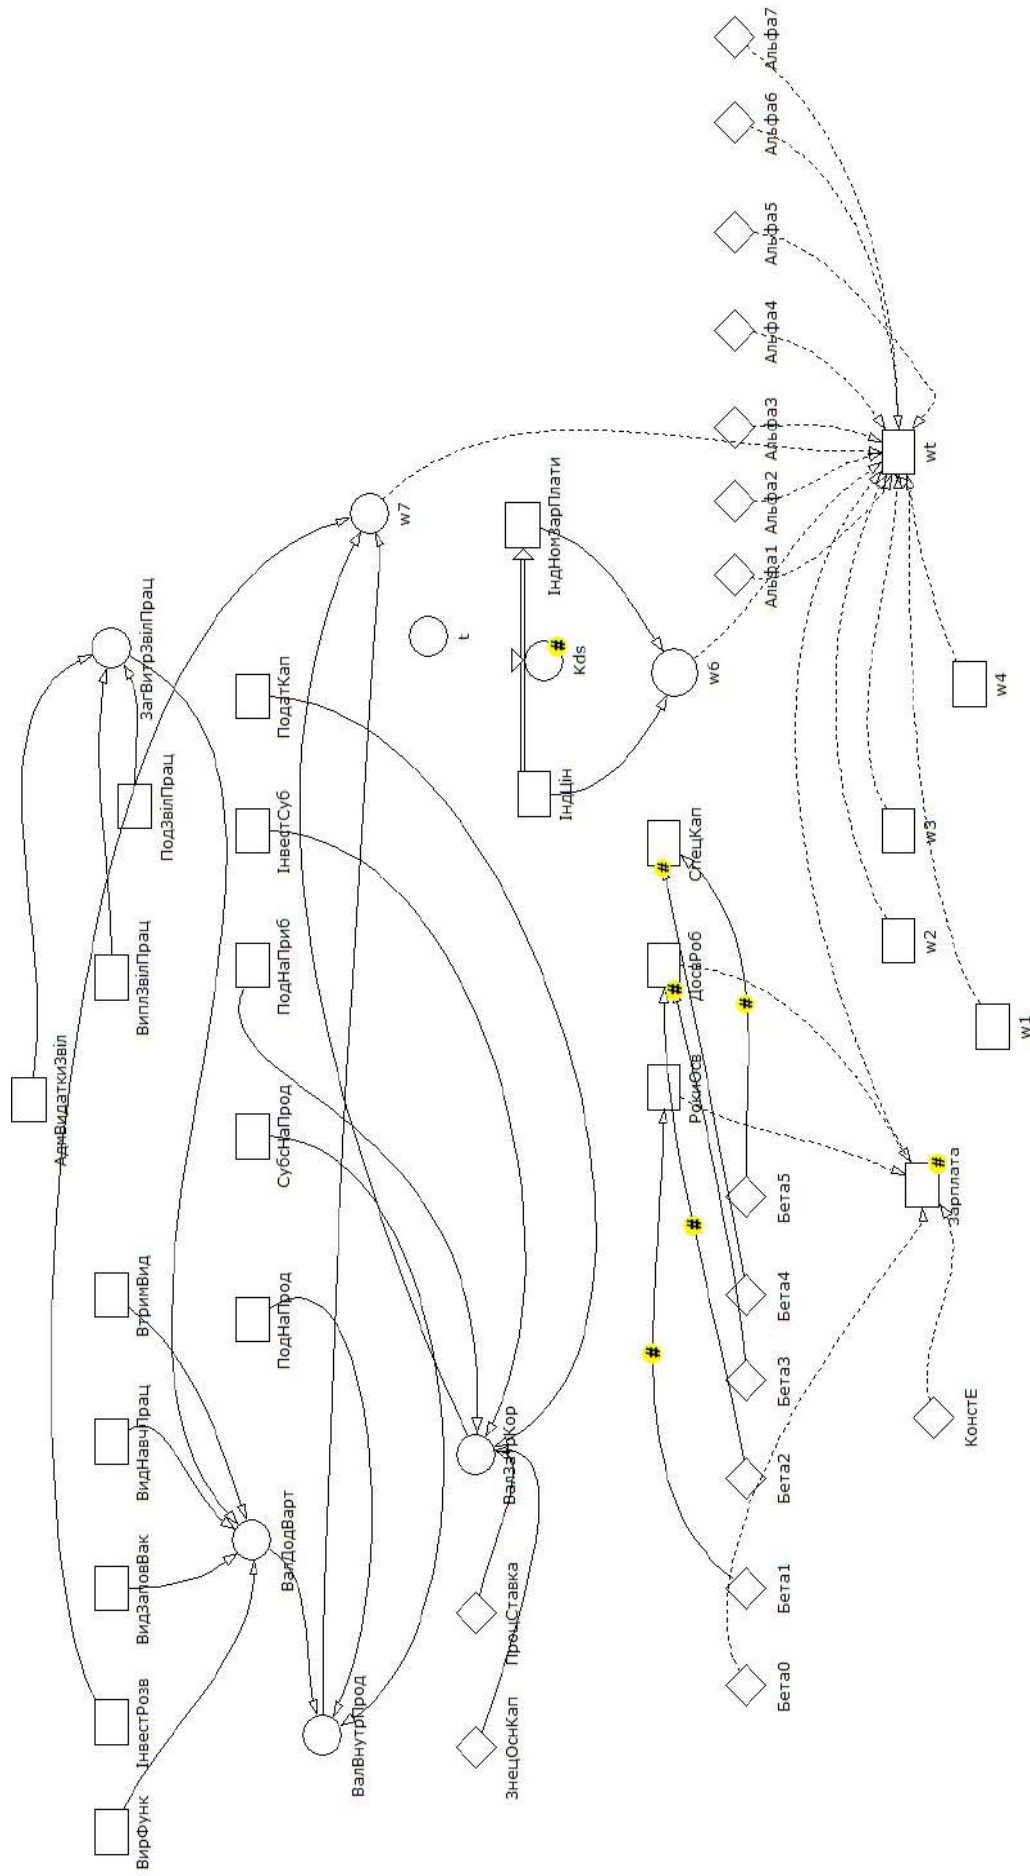 АдмВидаткиЗвіл
ЗагВитрЗвілПрац
ВирФунк
ІнвестРозв
ВидЗаповВак
ВидНавчПрац
ВтримВид
ВиплЗвілПрац
ПодЗвілПрац
ВалДодВарт
ПодНаПрод
СубсНаПрод
ПодНаПриб
ІнвестСуб
ПодатКап
ВалВнутрПрод
w7
t
ЗнецОснКап
ПроцСтавка
ВалЗатрКор
ІндЦін
#
Kds
ІндНомЗарПлати
w6
#
#
#
#
#
РокиОсв
ДосвРоб
СпецКап
Бета0
Бета1
Бета2
Бета3
Бета4
Бета5
Альфа1
Альфа2
Альфа3
Альфа4
Альфа5
Альфа6
Альфа7
КонстЕ
#
Зарплата
w1
w2
w3
w4
wt